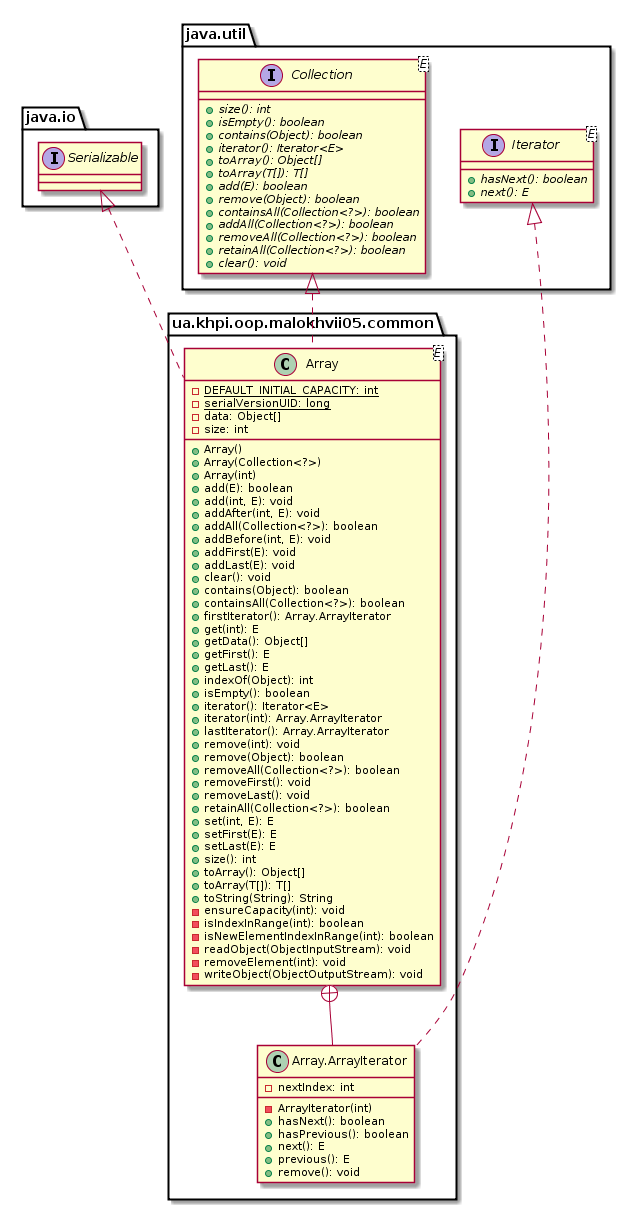 java.util
I Collection E
size(): int
isEmpty(): boolean
contains(Object): boolean
iterator(): Iterator<E>
toArray(): Object[]
toArray(T[]): T[]
add(E): boolean
remove(Object): boolean
containsAll(Collection<?>): boolean
addAll(Collection<?>): boolean
removeAll(Collection<?>): boolean
retainAll(Collection<?>): boolean
clear(): void
I Iterator E
hasNext(): boolean
next(): E
java.io
I Serializable
ua.khpi.oop.malokhvii05.common
C Array E
DEFAULT_INITIAL_CAPACITY: int
serialVersionUID: long
data: Object[]
size: int
Array()
Array(Collection<?>)
Array(int)
add(E): boolean
add(int, E): void
addAfter(int, E): void
addAll(Collection<?>): boolean
addBefore(int, E): void
addFirst(E): void
addLast(E): void
clear(): void
contains(Object): boolean
containsAll(Collection<?>): boolean
firstIterator(): Array.ArrayIterator
get(int): E
getData(): Object[]
getFirst(): E
getLast(): E
indexOf(Object): int
isEmpty(): boolean
iterator(): Iterator<E>
iterator(int): Array.ArrayIterator
lastIterator(): Array.ArrayIterator
remove(int): void
remove(Object): boolean
removeAll(Collection<?>): boolean
removeFirst(): void
removeLast(): void
retainAll(Collection<?>): boolean
set(int, E): E
setFirst(E): E
setLast(E): E
size(): int
toArray(): Object[]
toArray(T[]): T[]
toString(String): String
ensureCapacity(int): void
isIndexInRange(int): boolean
isNewElementIndexInRange(int): boolean
readObject(ObjectInputStream): void
removeElement(int): void
writeObject(ObjectOutputStream): void
C Array.ArrayIterator
nextIndex: int
ArrayIterator(int)
hasNext(): boolean
hasPrevious(): boolean
next(): E
previous(): E
remove(): void